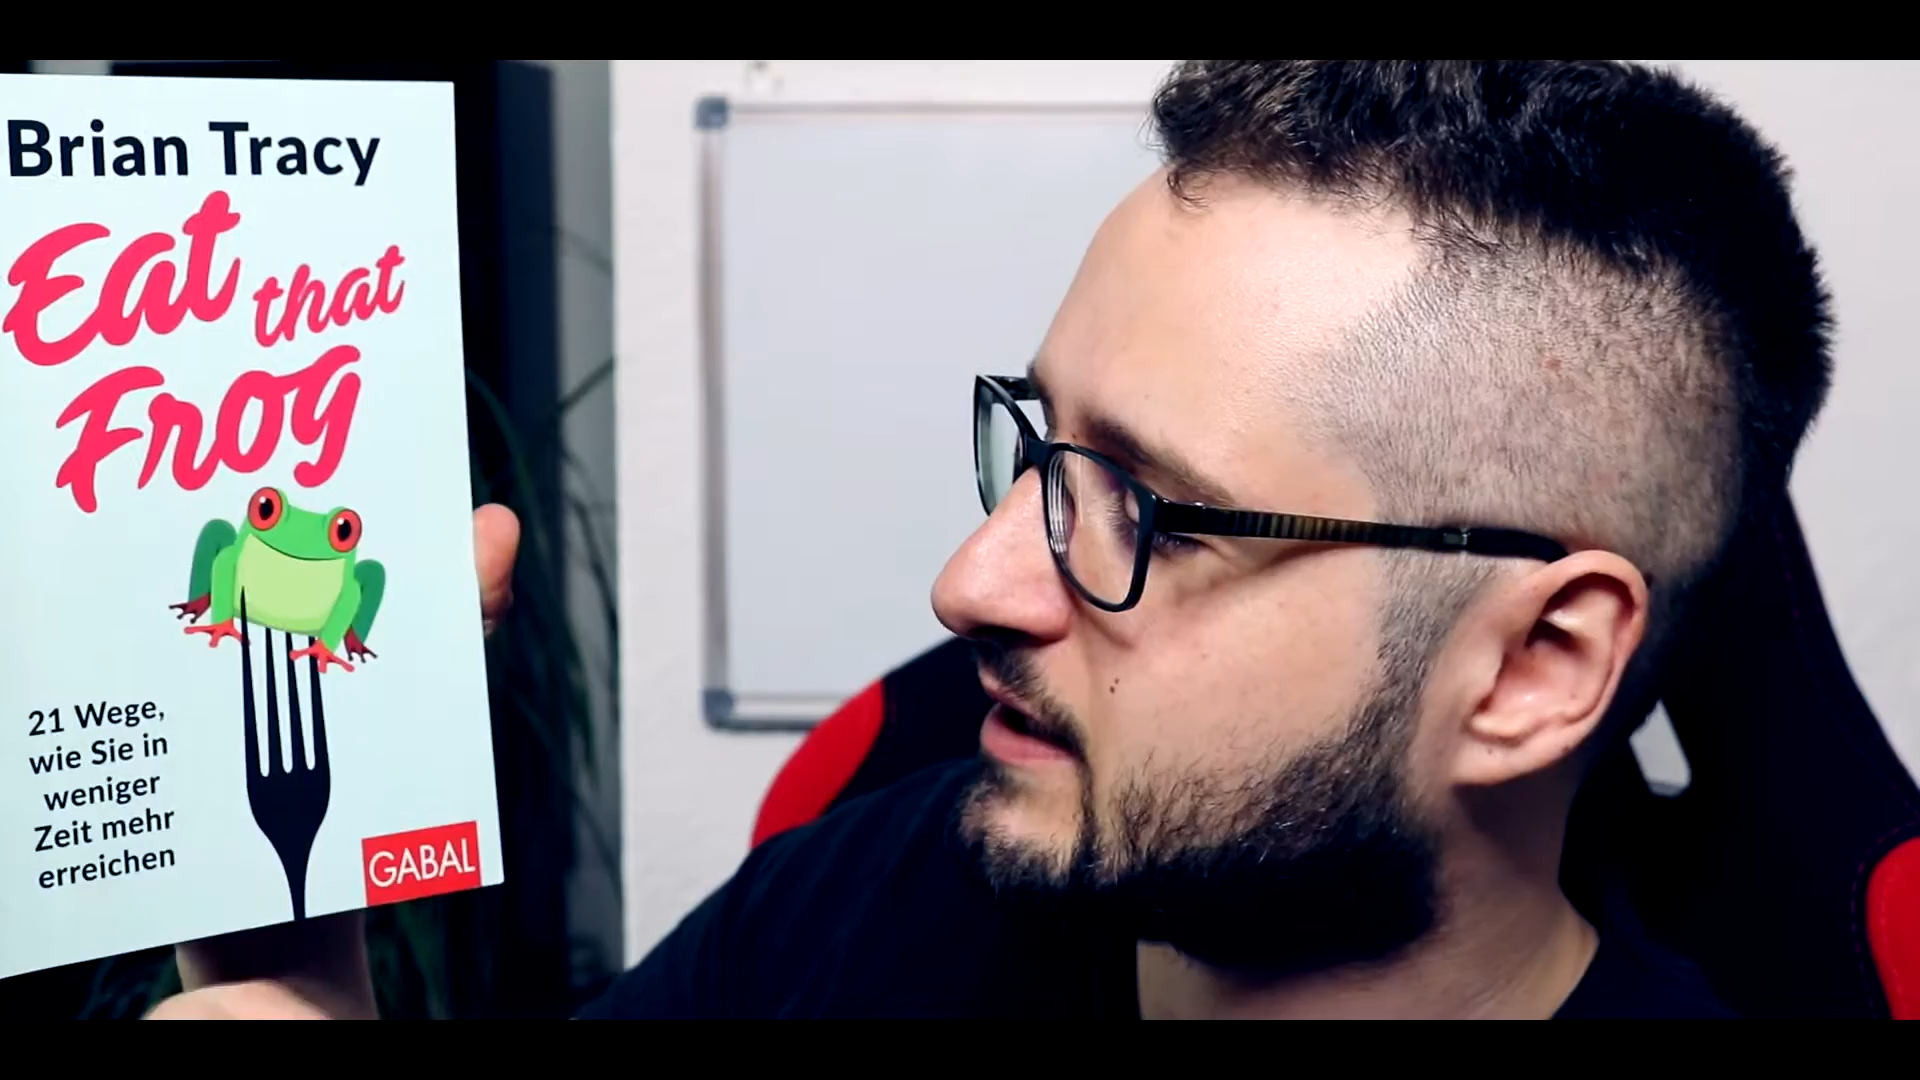 Brian Tracy
Eat that
Frog
21 Wege,
wie Sie in
weniger
Zeit mehr
erreichen
GABAL